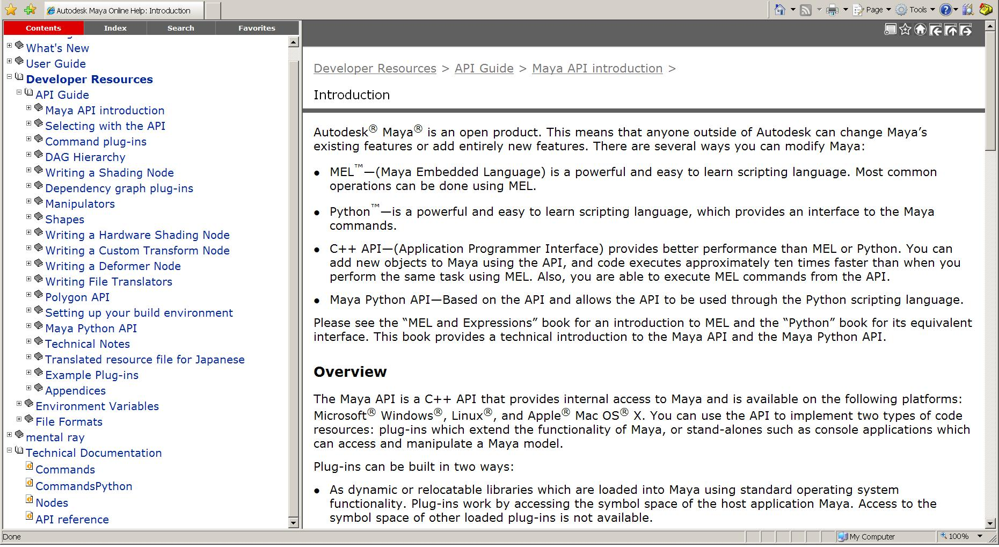 Autodesk Maya Online Help: Introduction
Page
Tools
Contents
Index
Search
Favorites
What's New
User Guide
Developer Resources
API Guide
Maya API introduction
Selecting with the API
Command plug-ins
DAG Hierarchy
Writing a Shading Node
Dependency graph plug-ins
Manipulators
Shapes
Writing a Hardware Shading Node
Writing a Custom Transform Node
Writing a Deformer Node
Writing File Translators
Polygon API
Setting up your build environment
Maya Python API
Technical Notes
Translated resource file for Japanese
Example Plug-ins
Appendices
Environment Variables
File Formats
mental ray
Technical Documentation
Commands
CommandsPython
Nodes
API reference
Developer Resources > API Guide > Maya API introduction >
Introduction
Autodesk® Maya® is an open product. This means that anyone outside of Autodesk can change Maya’s
existing features or add entirely new features. There are several ways you can modify Maya:
• MEL™—(Maya Embedded Language) is a powerful and easy to learn scripting language. Most common
operations can be done using MEL.
• Python™—is a powerful and easy to learn scripting language, which provides an interface to the Maya
commands.
• C++ API—(Application Programmer Interface) provides better performance than MEL or Python. You can
add new objects to Maya using the API, and code executes approximately ten times faster than when you
perform the same task using MEL. Also, you are able to execute MEL commands from the API.
• Maya Python API—Based on the API and allows the API to be used through the Python scripting language.
Please see the “MEL and Expressions” book for an introduction to MEL and the “Python” book for its equivalent
interface. This book provides a technical introduction to the Maya API and the Maya Python API.
Overview
The Maya API is a C++ API that provides internal access to Maya and is available on the following platforms:
Microsoft® Windows®, Linux®, and Apple® Mac OS® X. You can use the API to implement two types of code
resources: plug-ins which extend the functionality of Maya, or stand-alones such as console applications which
can access and manipulate a Maya model.
Plug-ins can be built in two ways:
• As dynamic or relocatable libraries which are loaded into Maya using standard operating system
functionality. Plug-ins work by accessing the symbol space of the host application Maya. Access to the
symbol space of other loaded plug-ins is not available.
Done
My Computer
100%